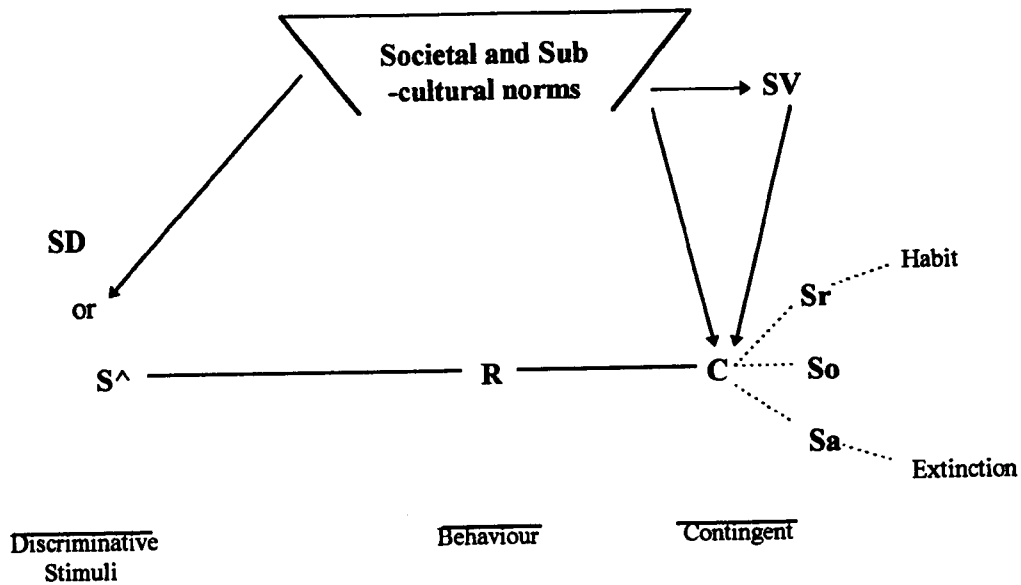 Societal and Sub
-cultural norms
SV
SD
or
S^
R
C
Sr
Habit
So
Sa
Extinction
Discriminative
Stimuli
Behaviour
Contingent